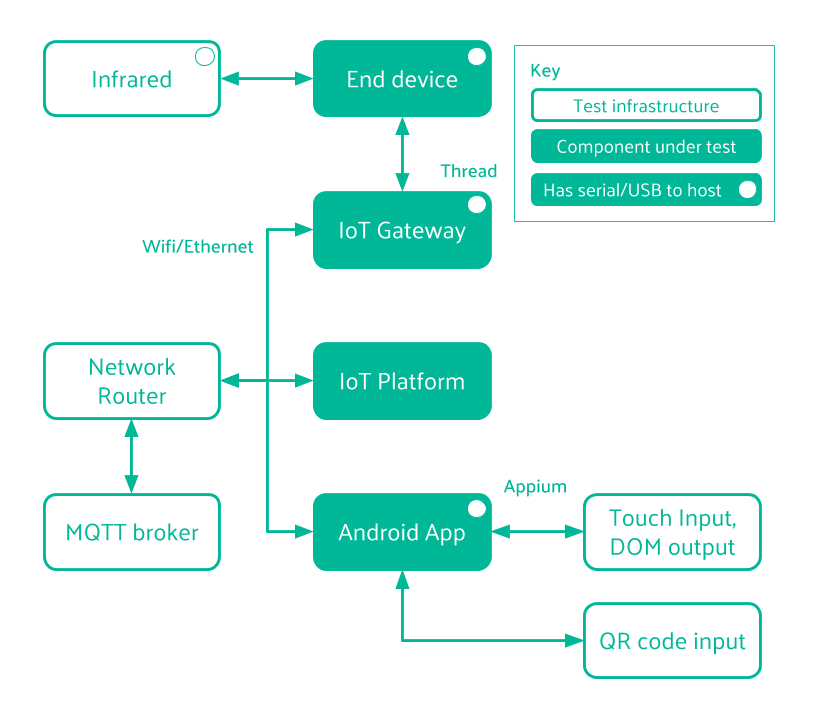 Infrared
End device
Key
Test infrastructure
Component under test
Has serial/USB to host
Thread
IoT Gateway
Wifi/Ethernet
Network
Router
IoT Platform
MQTT broker
Android App
Appium
Touch Input,
DOM output
QR code input